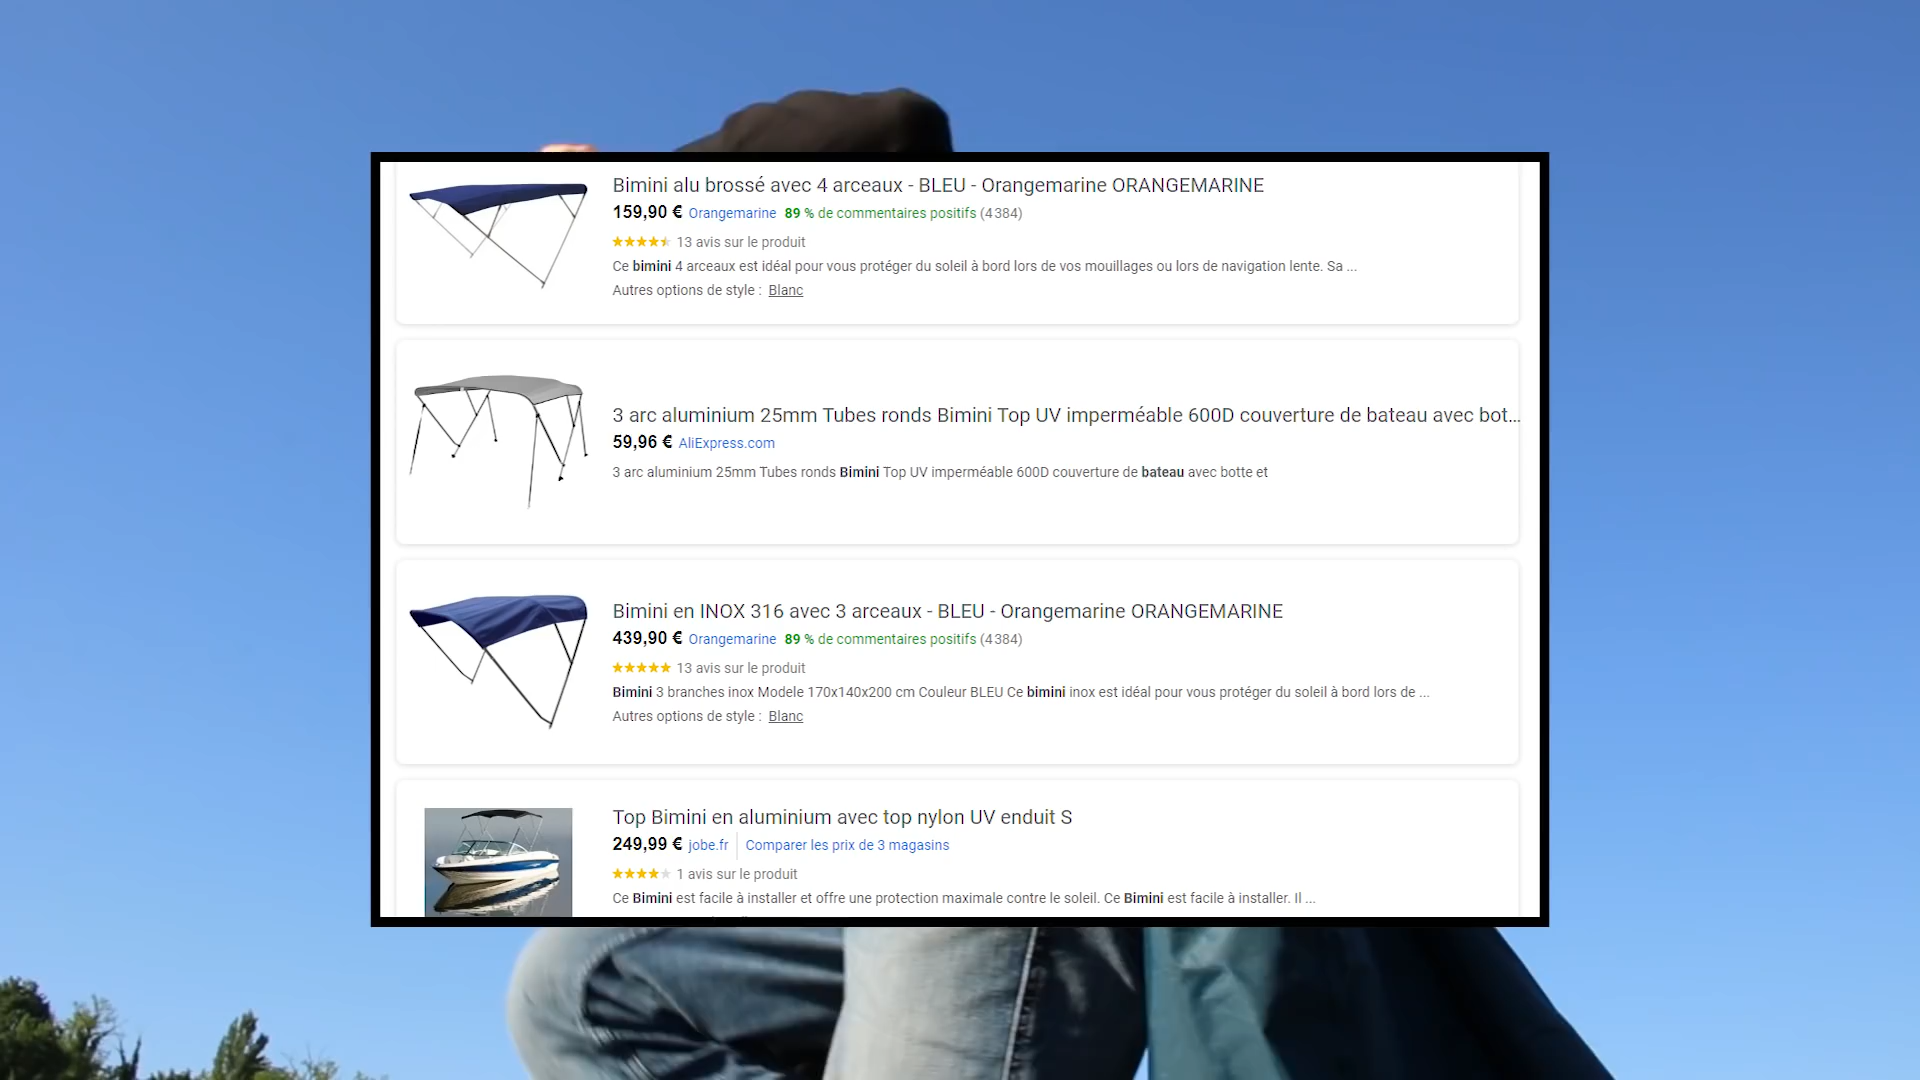 Bimini alu brossé avec 4 arceaux - BLEU - Orangemarine ORANGEMARINE
159,90 € Orangemarine 89 % de commentaires positifs (4 384)
13 avis sur le produit
Ce bimini 4 arceaux est idéal pour vous protéger du soleil à bord lors de vos mouillages ou lors de navigation lente. Sa ...
Autres options de style : Blanc
3 arc aluminium 25mm Tubes ronds Bimini Top UV imperméable 600D couverture de bateau avec bot...
59,96 € AliExpress.com
3 arc aluminium 25mm Tubes ronds Bimini Top UV imperméable 600D couverture de bateau avec botte et
Bimini en INOX 316 avec 3 arceaux - BLEU - Orangemarine ORANGEMARINE
439,90 € Orangemarine 89 % de commentaires positifs (4 384)
13 avis sur le produit
Bimini 3 branches inox Modele 170x140x200 cm Couleur BLEU Ce bimini inox est idéal pour vous protéger du soleil à bord lors de ...
Autres options de style : Blanc
Top Bimini en aluminium avec top nylon UV enduit S
249,99 € jobe.fr Comparer les prix de 3 magasins
1 avis sur le produit
Ce Bimini est facile à installer et offre une protection maximale contre le soleil. Ce Bimini est facile à installer. Il ...